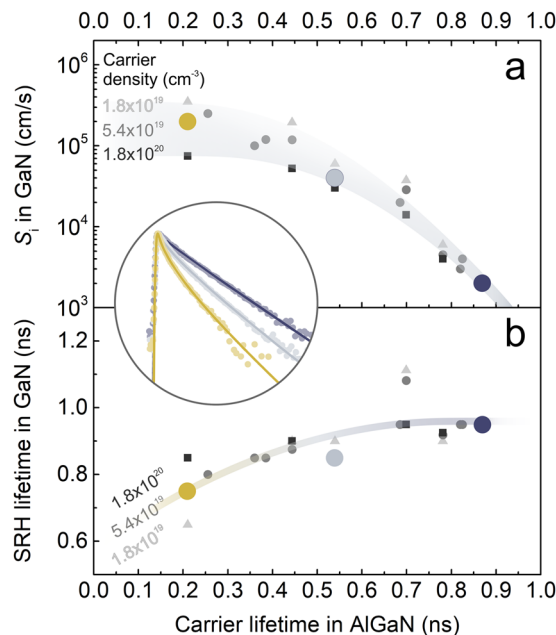 0.0 0.1 0.2 0.3 0.4 0.5 0.6 0.7 0.8 0.9 1.0
a
10⁶
10⁵
10⁴
10³
Sᵢ in GaN (cm/s)
Carrier
density (cm⁻³)
1.8x10¹⁹
5.4x10¹⁹
1.8x10²⁰
b
1.2
1.0
0.8
0.6
SRH lifetime in GaN (ns)
1.8x10²⁰
5.4x10¹⁹
1.8x10¹⁹
0.0 0.1 0.2 0.3 0.4 0.5 0.6 0.7 0.8 0.9 1.0
Carrier lifetime in AlGaN (ns)